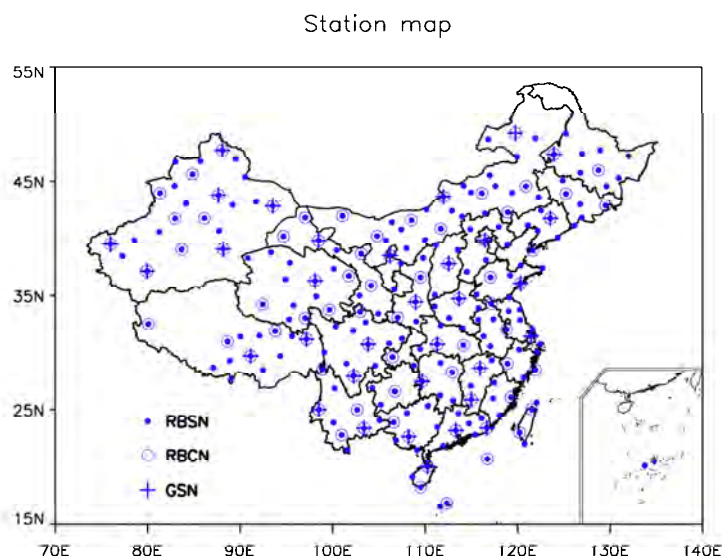 Station map
55N
45N
35N
25N
15N
RBSN
RBCN
GSN
70E 80E 90E 100E 110E 120E 130E 140E